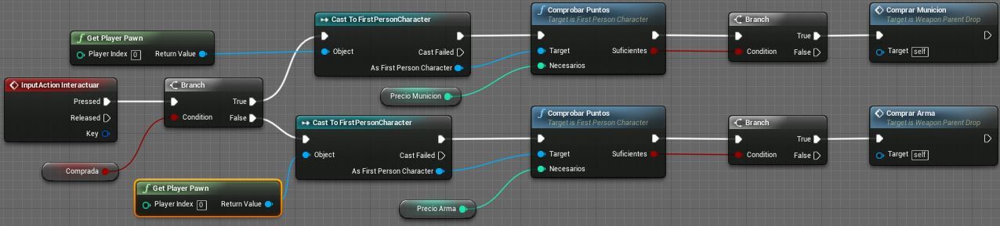 Get Player Pawn
Player Index 0
Return Value
InputAction Interactuar
Pressed
Released
Key
Branch
True
Condition
False
Comprada
Cast To FirstPersonCharacter
Object
Cast Failed
As First Person Character
Precio Municion
Comprobar Puntos
Target is First Person Character
Target
Suficientes
Necesarios
Branch
True
Condition
False
Comprar Municion
Target is Weapon Parent Drop
Target self
Get Player Pawn
Player Index 0
Return Value
Cast To FirstPersonCharacter
Object
Cast Failed
As First Person Character
Precio Arma
Comprobar Puntos
Target is First Person Character
Target
Suficientes
Necesarios
Branch
True
Condition
False
Comprar Arma
Target is Weapon Parent Drop
Target self